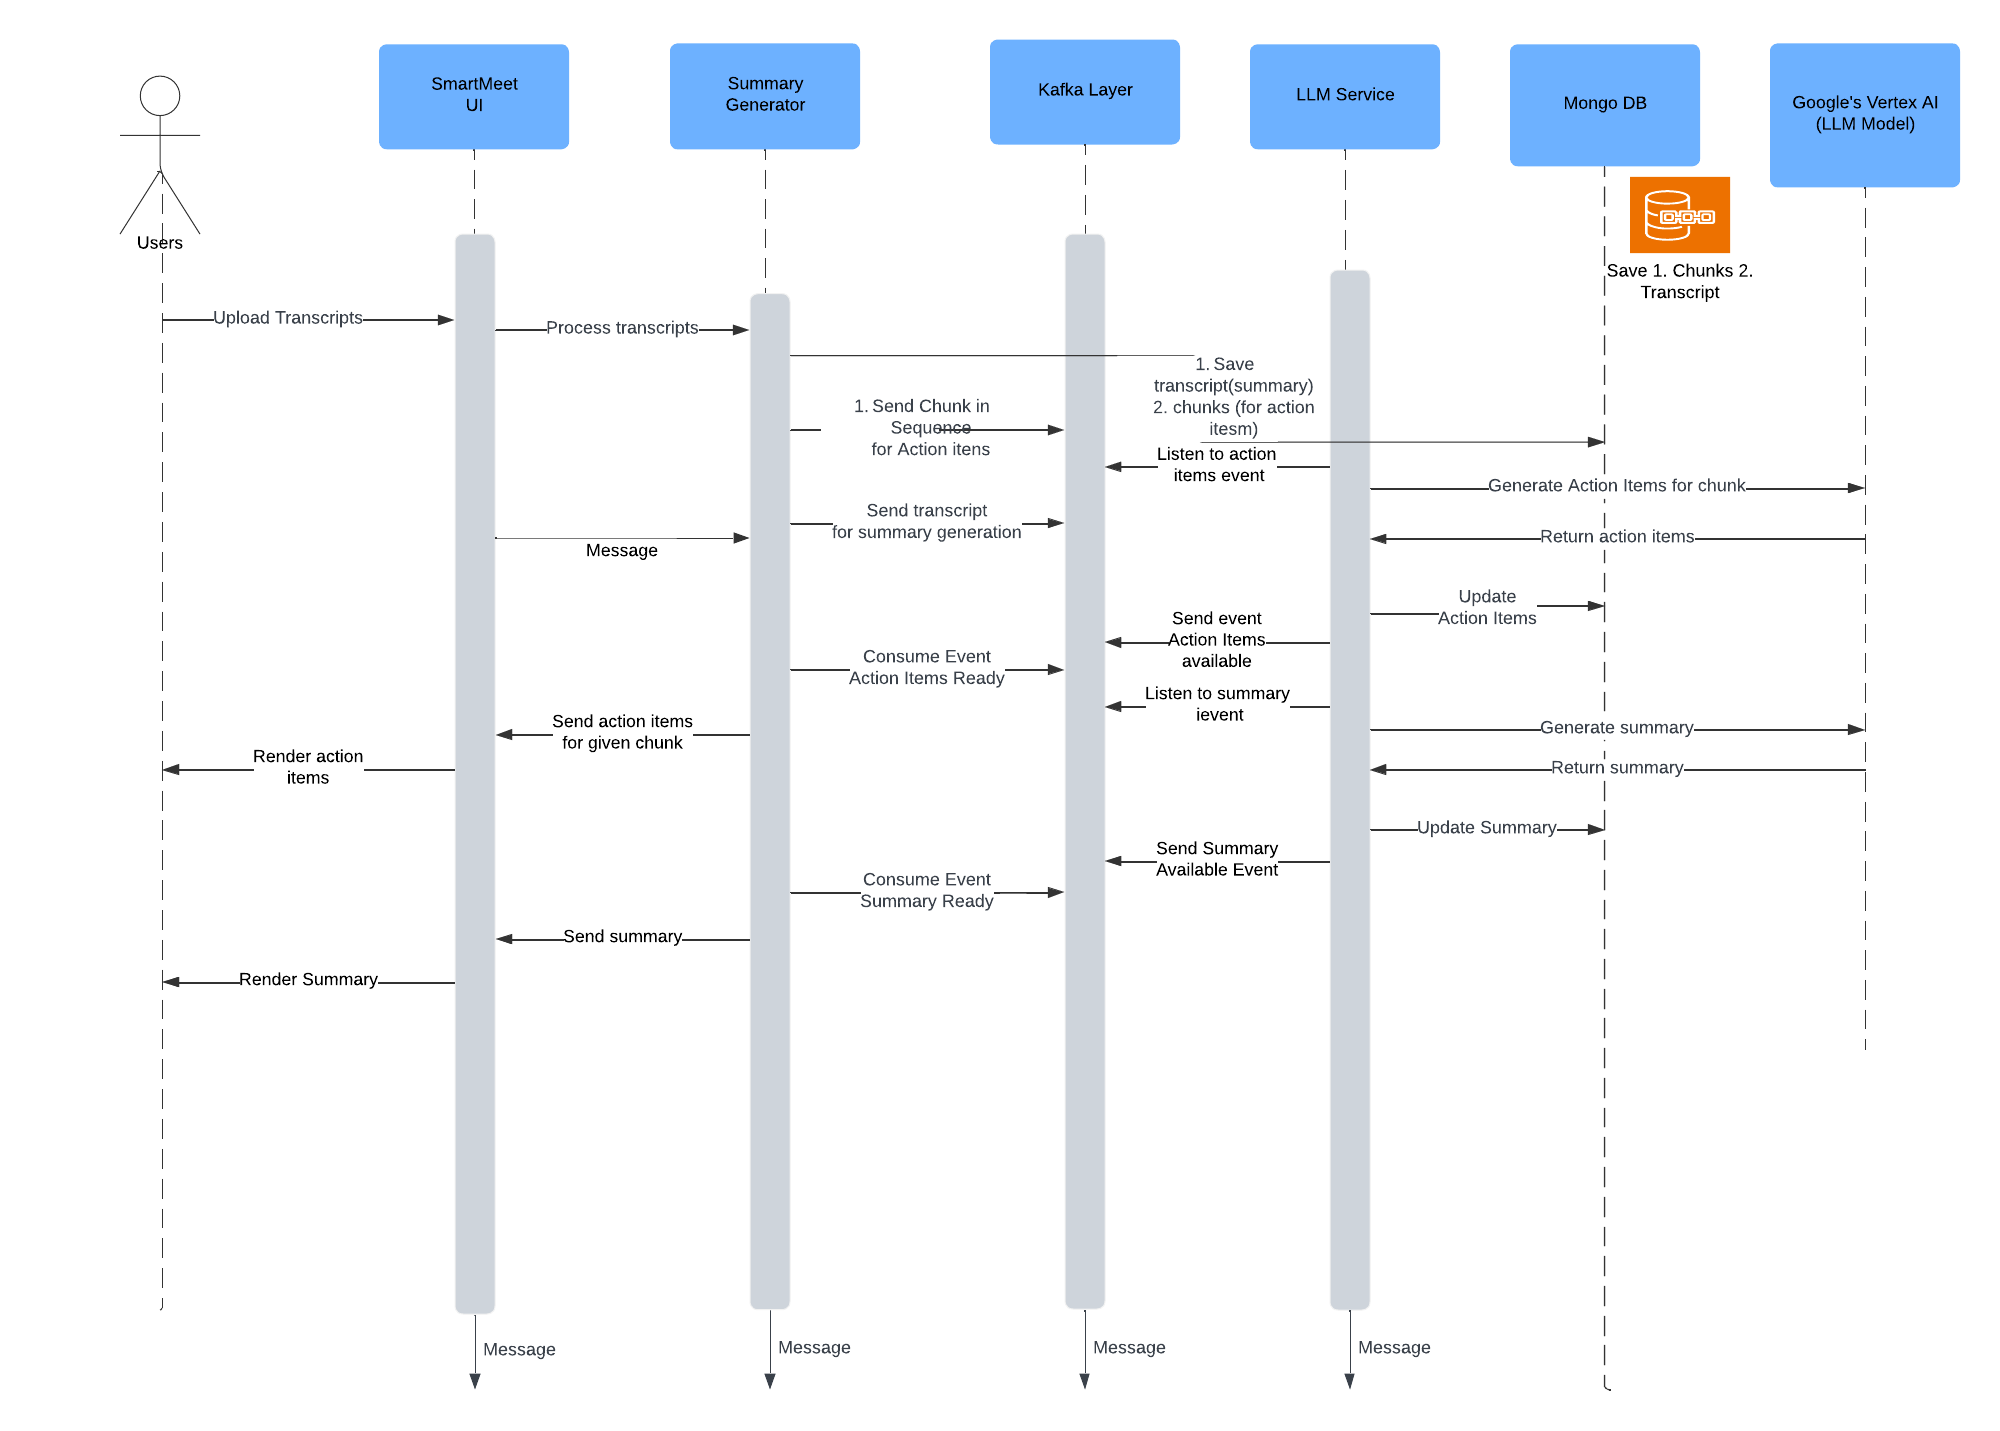 SmartMeet
UI
Summary
Generator
Kafka Layer
LLM Service
Mongo DB
Google's Vertex AI
(LLM Model)
Users
Save 1. Chunks 2.
Transcript
Upload Transcripts
Process transcripts
1. Save
transcript(summary)
2. chunks (for action
itesm)
1. Send Chunk in
Sequence
for Action itens
Listen to action
items event
Generate Action Items for chunk
Send transcript
for summary generation
Return action items
Message
Update
Action Items
Send event
Action Items
available
Consume Event
Action Items Ready
Listen to summary
ievent
Send action items
for given chunk
Generate summary
Render action
items
Return summary
Update Summary
Send Summary
Available Event
Consume Event
Summary Ready
Send summary
Render Summary
Message
Message
Message
Message